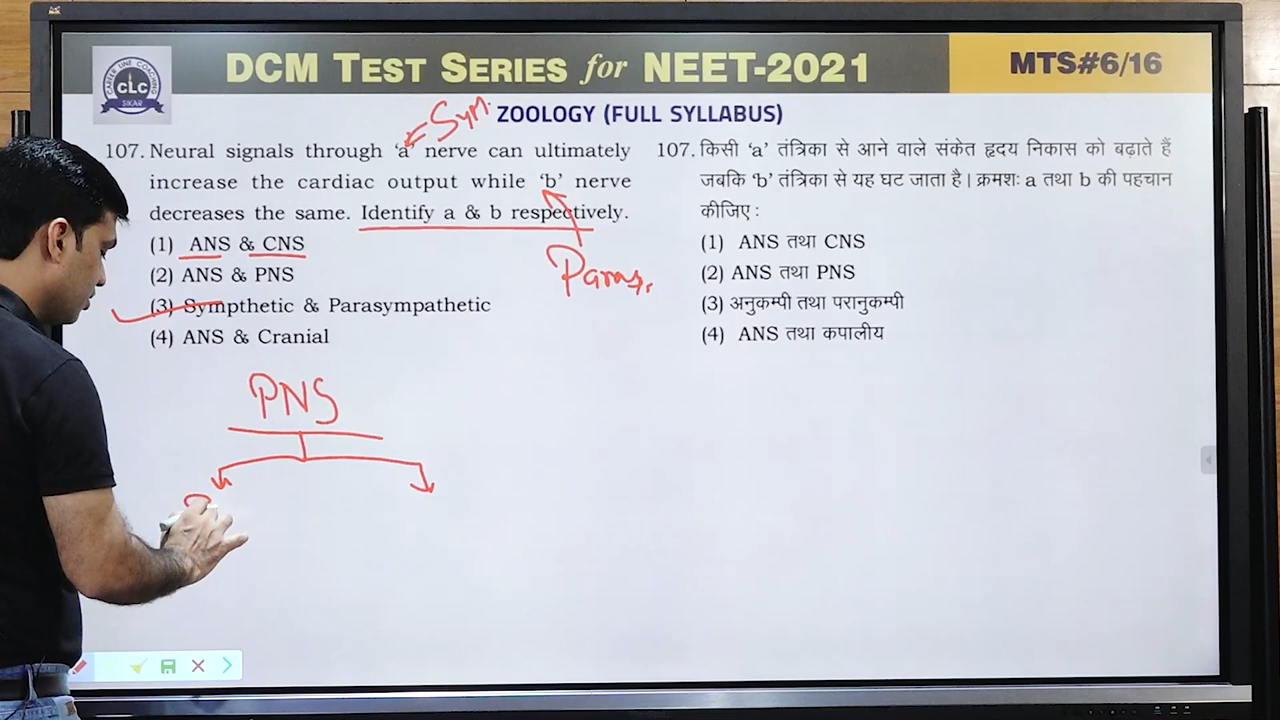 CAREER LINE COACHING
CLC
SIKAR
DCM TEST SERIES for NEET-2021
MTS#6/16
ZOOLOGY (FULL SYLLABUS)
Sym.
107. Neural signals through 'a' nerve can ultimately
increase the cardiac output while 'b' nerve
decreases the same. Identify a & b respectively.
(1) ANS & CNS
(2) ANS & PNS
(3) Sympthetic & Parasympathetic
(4) ANS & Cranial
Paras.
PNS
107. किसी 'a' तंत्रिका से आने वाले संकेत हृदय निकास को बढ़ाते हैं
जबकि 'b' तंत्रिका से यह घट जाता है। क्रमशः a तथा b की पहचान
कीजिए :
(1) ANS तथा CNS
(2) ANS तथा PNS
(3) अनुकम्पी तथा परानुकम्पी
(4) ANS तथा कपालीय